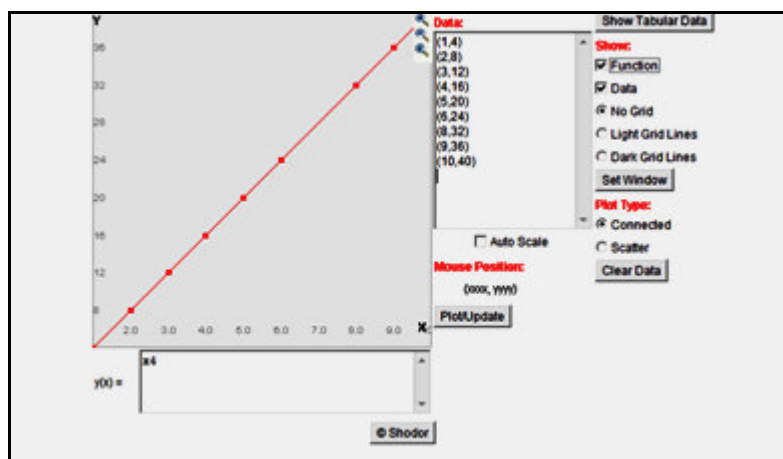 Y
36
32
28
24
20
16
12
8
2.0 3.0 4.0 5.0 6.0 7.0 8.0 9.0 X
y(x) =
x4
© Shodor
Data:
(1,4)
(2,8)
(3,12)
(4,16)
(5,20)
(6,24)
(8,32)
(9,36)
(10,40)
Auto Scale
Mouse Position:
(xxxx, yyyy)
Plot/Update
Show Tabular Data
Show:
Function
Data
No Grid
Light Grid Lines
Dark Grid Lines
Set Window
Plot Type:
Connected
Scatter
Clear Data